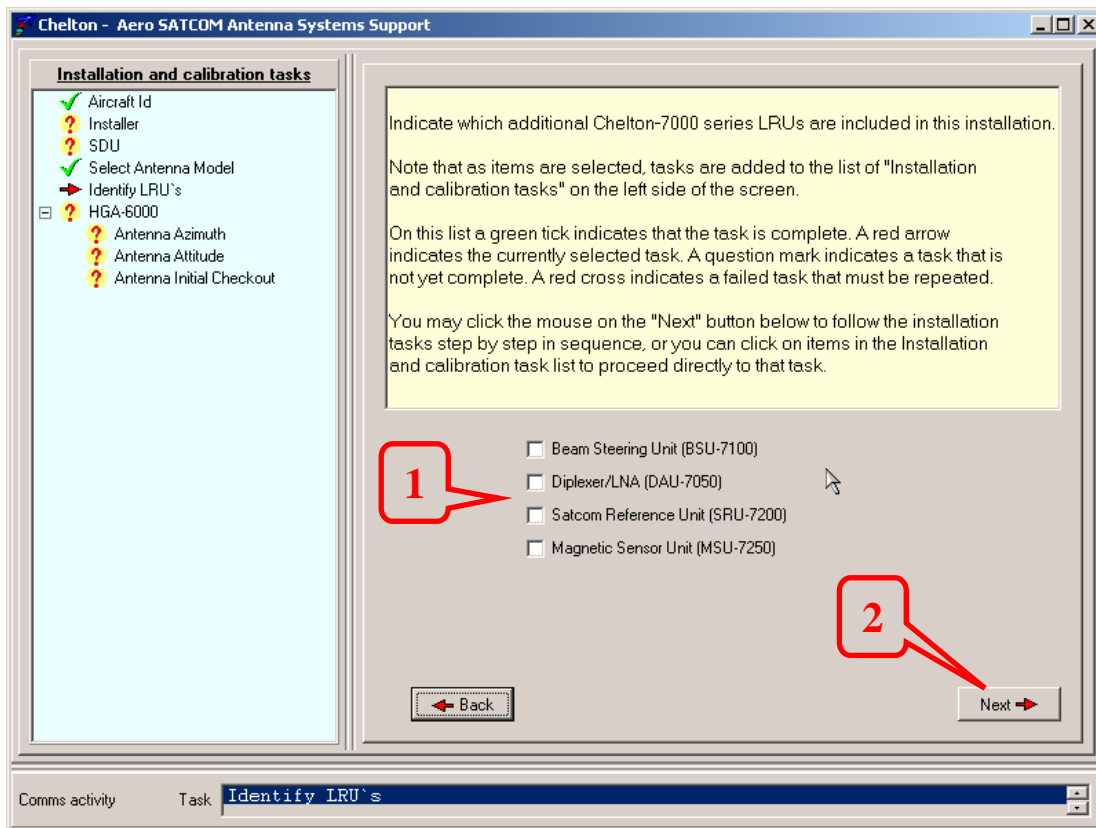 Chelton - Aero SATCOM Antenna Systems Support
Installation and calibration tasks
Aircraft Id
Installer
SDU
Select Antenna Model
Identify LRU`s
HGA-6000
Antenna Azimuth
Antenna Attitude
Antenna Initial Checkout
Indicate which additional Chelton-7000 series LRUs are included in this installation.
Note that as items are selected, tasks are added to the list of "Installation
and calibration tasks" on the left side of the screen.
On this list a green tick indicates that the task is complete. A red arrow
indicates the currently selected task. A question mark indicates a task that is
not yet complete. A red cross indicates a failed task that must be repeated.
You may click the mouse on the "Next" button below to follow the installation
tasks step by step in sequence, or you can click on items in the Installation
and calibration task list to proceed directly to that task.
1
Beam Steering Unit (BSU-7100)
Diplexer/LNA (DAU-7050)
Satcom Reference Unit (SRU-7200)
Magnetic Sensor Unit (MSU-7250)
2
Back
Next
Comms activity Task Identify LRU`s